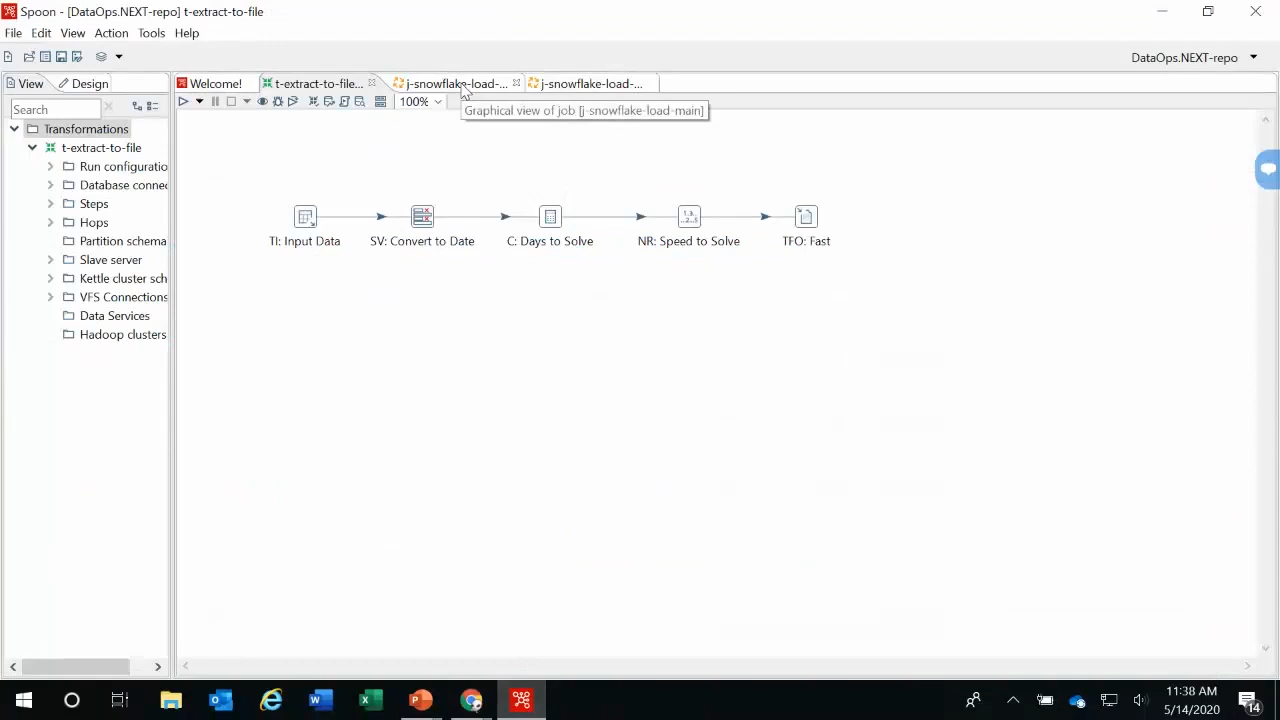 Spoon - [DataOps.NEXT-repo] t-extract-to-file
File Edit View Action Tools Help
DataOps.NEXT-repo
View Design Welcome! t-extract-to-file... j-snowflake-load-... j-snowflake-load-...
Search 100%
Graphical view of job [j-snowflake-load-main]
Transformations
t-extract-to-file
Run configuratio
Database connec
Steps
Hops
Partition schema
Slave server
Kettle cluster sch
VFS Connections
Data Services
Hadoop clusters
TI: Input Data SV: Convert to Date C: Days to Solve NR: Speed to Solve TFO: Fast
11:38 AM
5/14/2020
14